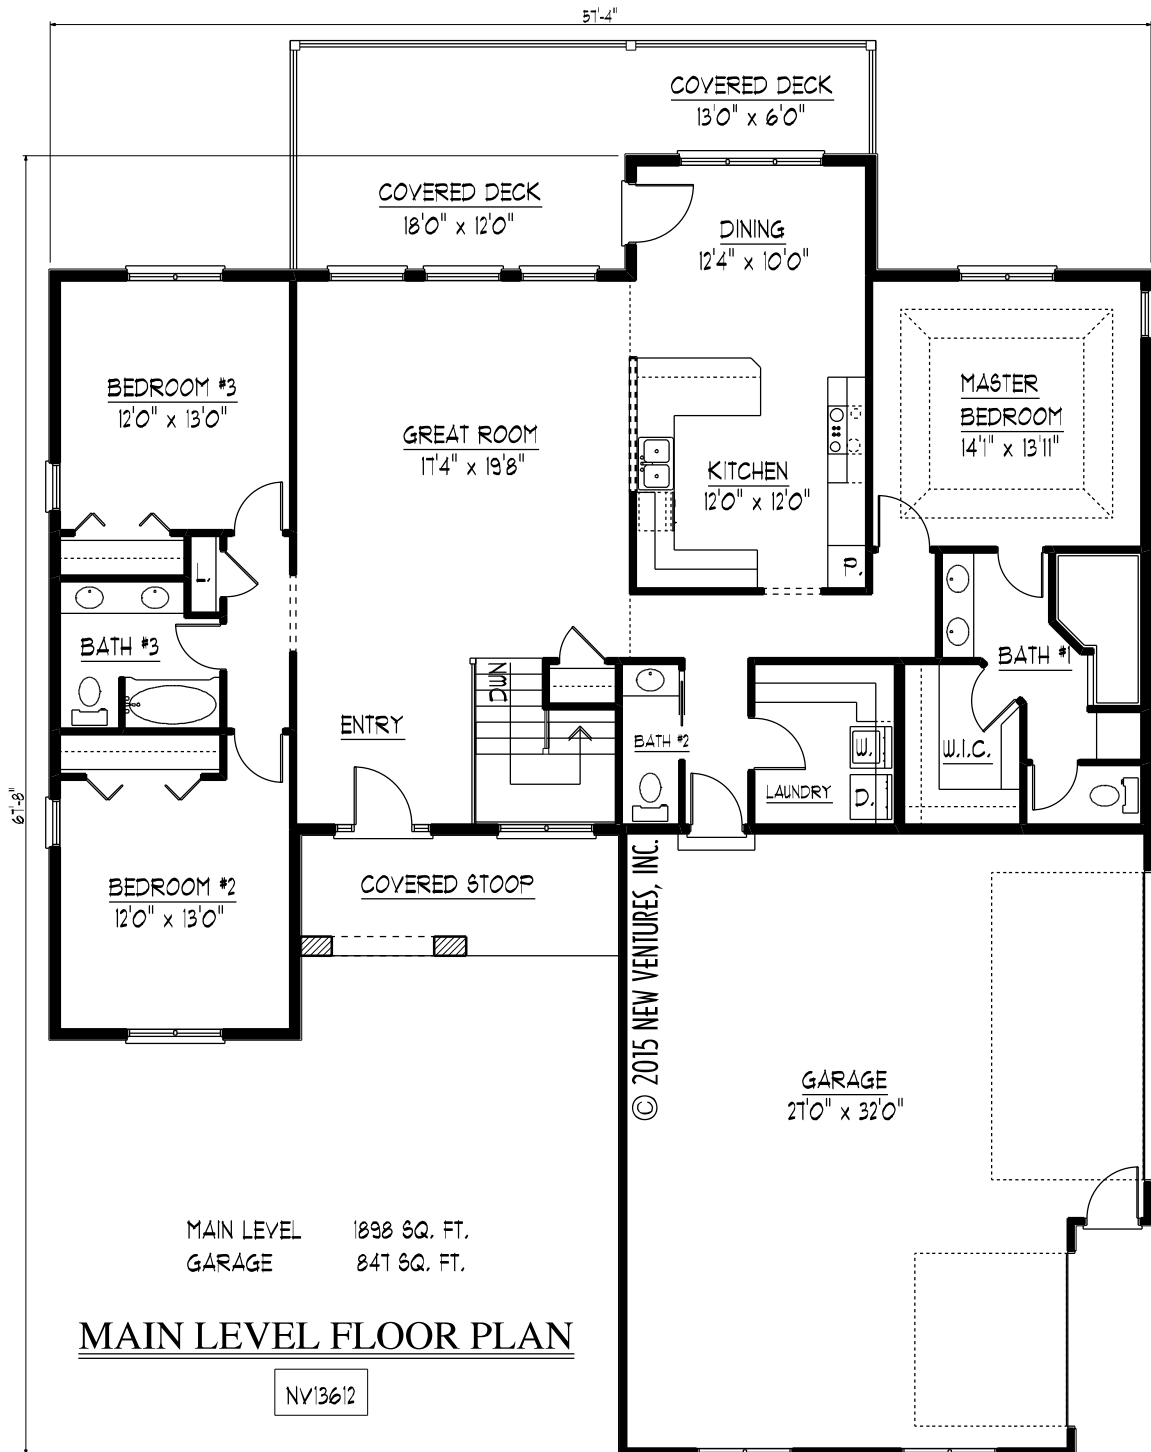 57'-4"
COVERED DECK
13'0" x 6'0"
COVERED DECK
18'0" x 12'0"
DINING
12'4" x 10'0"
BEDROOM #3
12'0" x 13'0"
MASTER
BEDROOM
14'1" x 13'11"
GREAT ROOM
17'4" x 19'8"
KITCHEN
12'0" x 12'0"
P.
L.
BATH #3
BATH #1
DWN
ENTRY
BATH #2
W.
W.I.C.
LAUNDRY
D.
67'-8"
BEDROOM #2
12'0" x 13'0"
COVERED STOOP
© 2015 NEW VENTURES, INC.
GARAGE
27'0" x 32'0"
MAIN LEVEL 1898 SQ. FT.
GARAGE 847 SQ. FT.
MAIN LEVEL FLOOR PLAN
NV13612